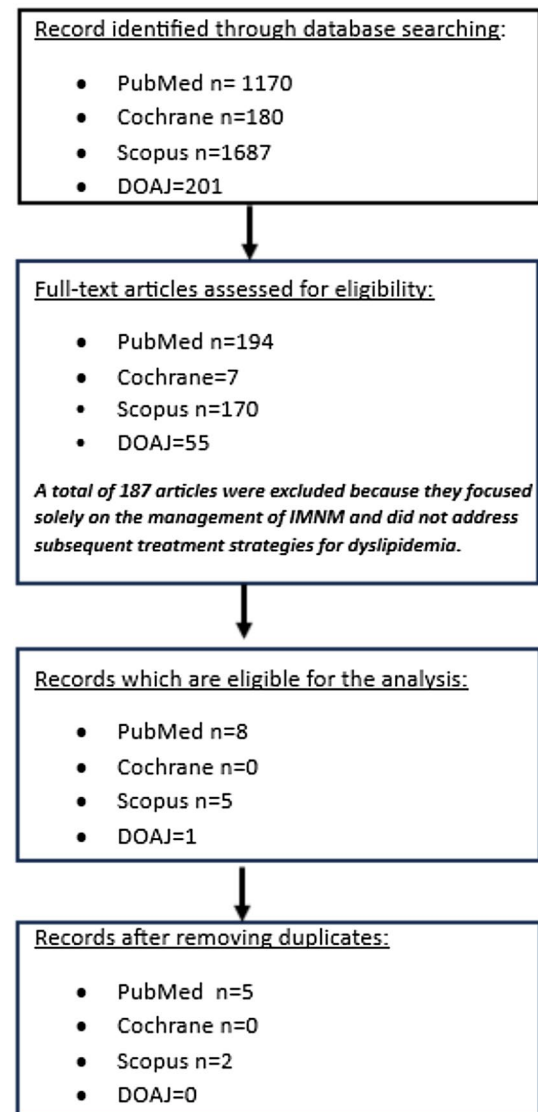 Record identified through database searching:
• PubMed n= 1170
• Cochrane n=180
• Scopus n=1687
• DOAJ=201
Full-text articles assessed for eligibility:
• PubMed n=194
• Cochrane=7
• Scopus n=170
• DOAJ=55
A total of 187 articles were excluded because they focused
solely on the management of IMNM and did not address
subsequent treatment strategies for dyslipidemia.
Records which are eligible for the analysis:
• PubMed n=8
• Cochrane n=0
• Scopus n=5
• DOAJ=1
Records after removing duplicates:
• PubMed  n=5
• Cochrane n=0
• Scopus n=2
• DOAJ=0